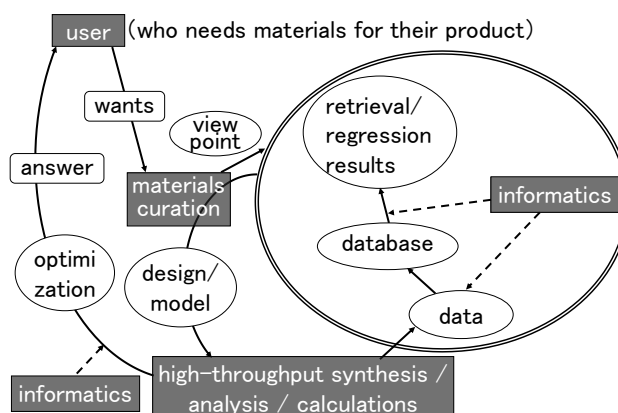 user (who needs materials for their product)
wants
view
point
retrieval/
regression
results
answer
materials
curation
informatics
database
optimi
zation
design/
model
data
informatics
high-throughput synthesis /
analysis / calculations